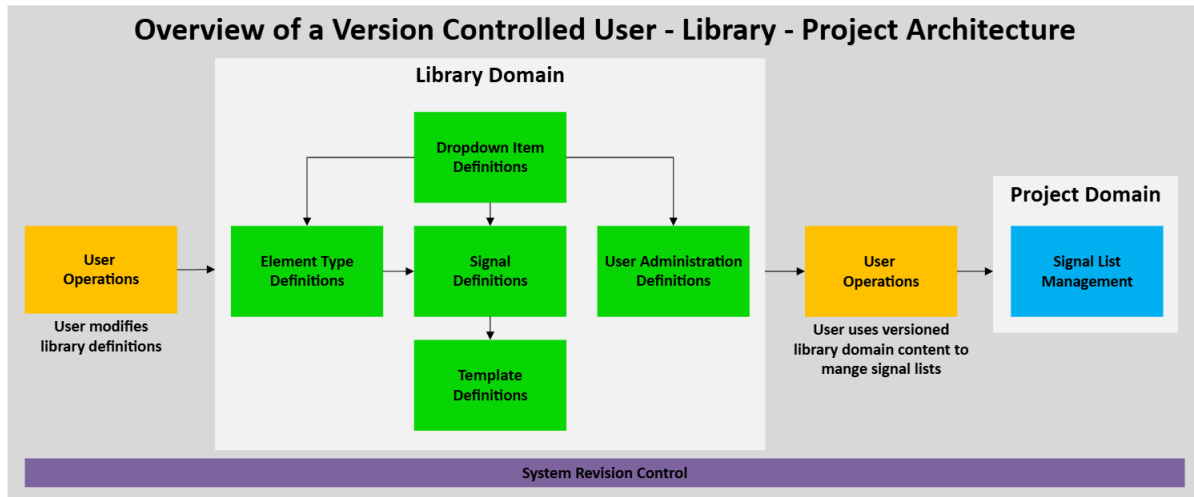 Overview of a Version Controlled User - Library - Project Architecture
Library Domain
Dropdown Item
Definitions
Project Domain
User
Operations
Element Type
Definitions
Signal
Definitions
User Administration
Definitions
User
Operations
Signal List
Management
User modifies
library definitions
User uses versioned
library domain content to
mange signal lists
Template
Definitions
System Revision Control